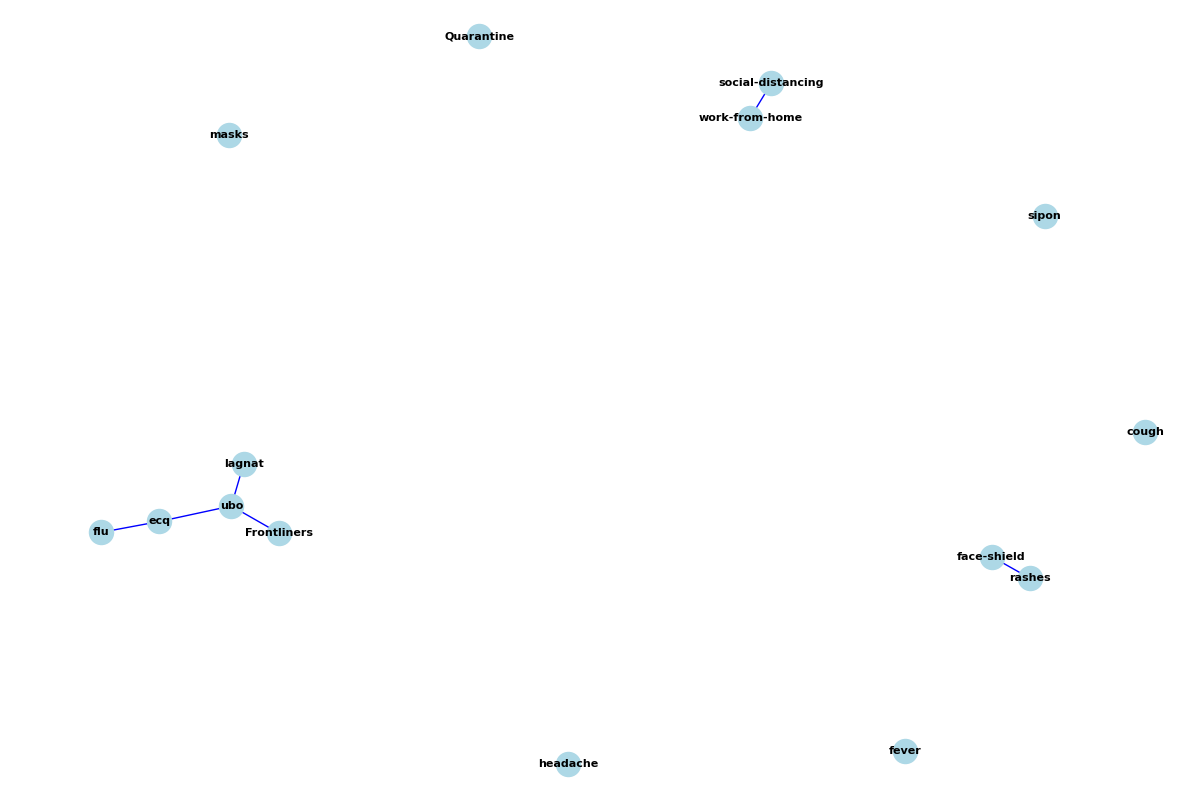 Quarantine
social-distancing
work-from-home
masks
sipon
cough
lagnat
ubo
ecq
flu
Frontliners
face-shield
rashes
fever
headache